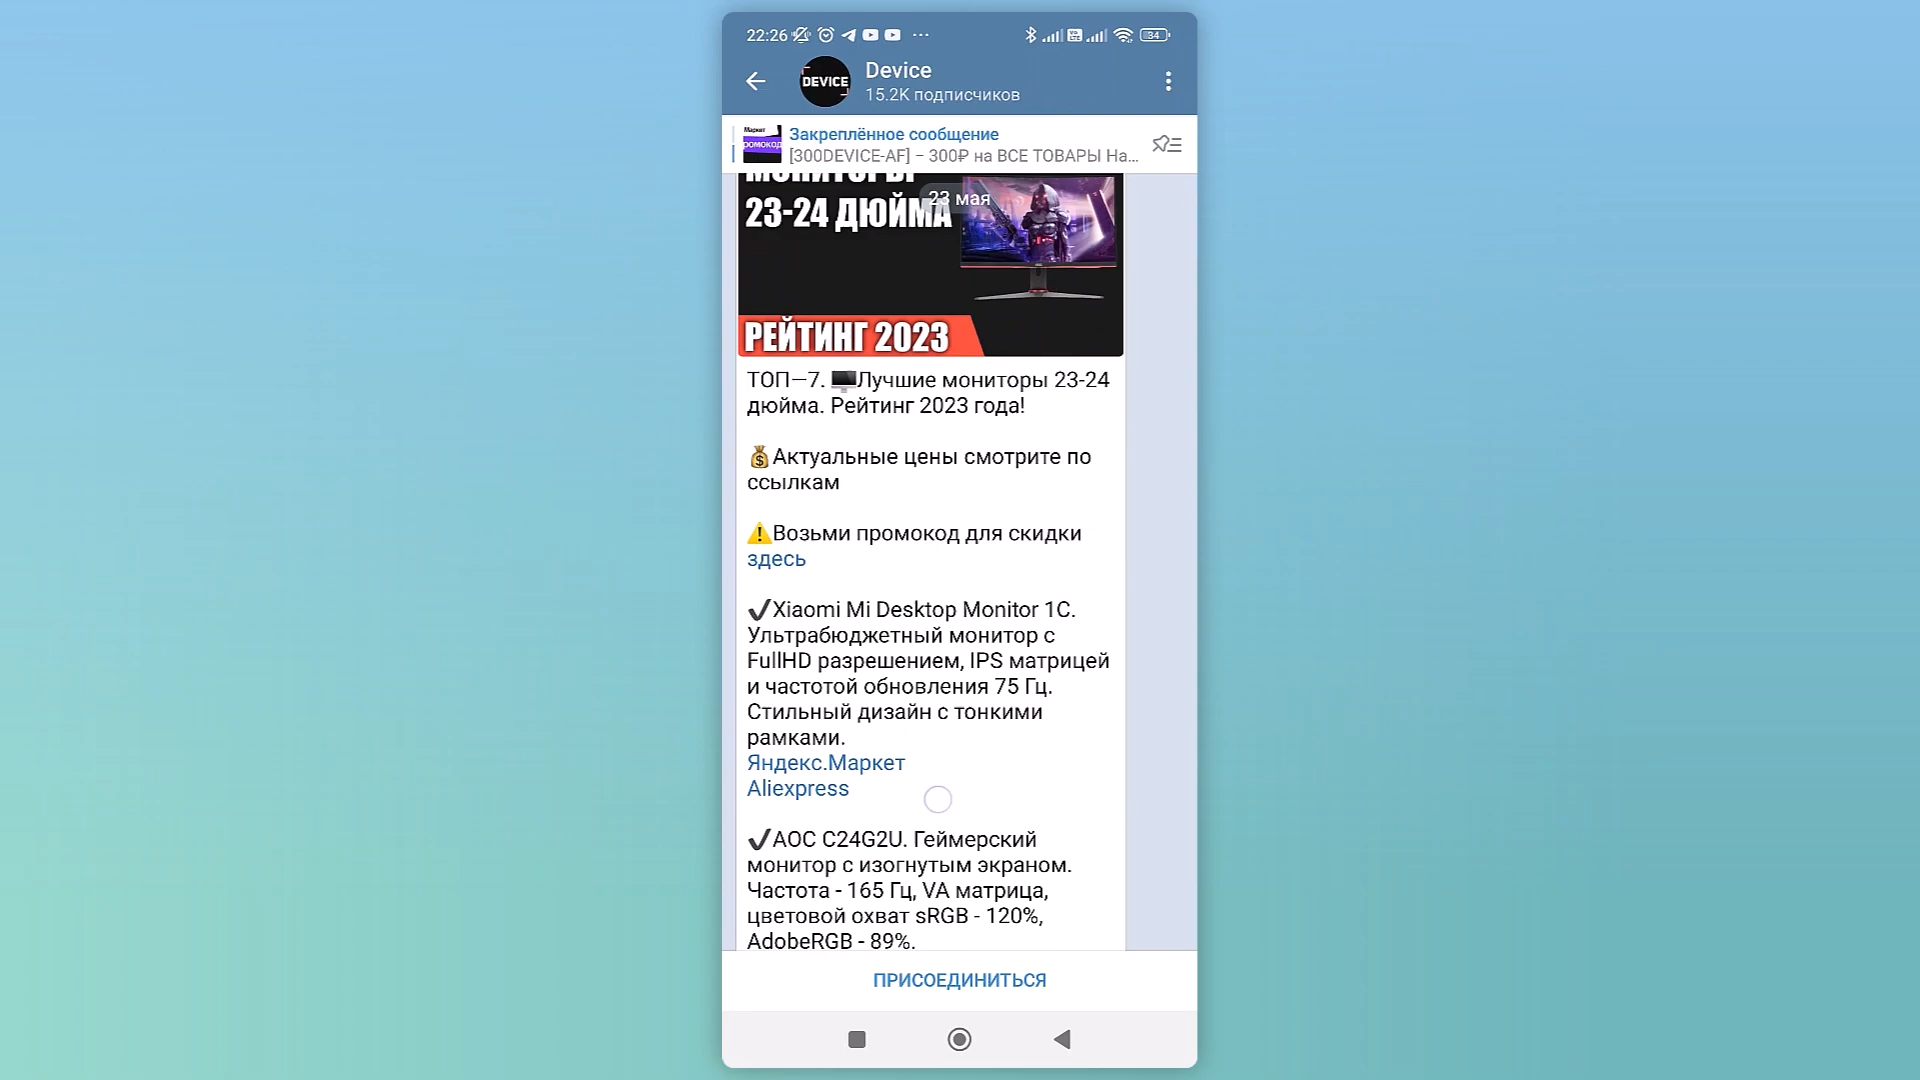 22:26
34
DEVICE
Device
15.2K подписчиков
Маркет
ПРОМОКОД
Закреплённое сообщение
[300DEVICE-AF] – 300₽ на ВСЕ ТОВАРЫ На...
МОНИТОРЫ
23-24 ДЮЙМА
23 мая
РЕЙТИНГ 2023
ТОП—7. 🖥Лучшие мониторы 23-24
дюйма. Рейтинг 2023 года!
💰Актуальные цены смотрите по
ссылкам
⚠️Возьми промокод для скидки
здесь
✔️Xiaomi Mi Desktop Monitor 1C.
Ультрабюджетный монитор с
FullHD разрешением, IPS матрицей
и частотой обновления 75 Гц.
Стильный дизайн с тонкими
рамками.
Яндекс.Маркет
Aliexpress
✔️AOC C24G2U. Геймерский
монитор с изогнутым экраном.
Частота - 165 Гц, VA матрица,
цветовой охват sRGB - 120%,
AdobeRGB - 89%.
ПРИСОЕДИНИТЬСЯ